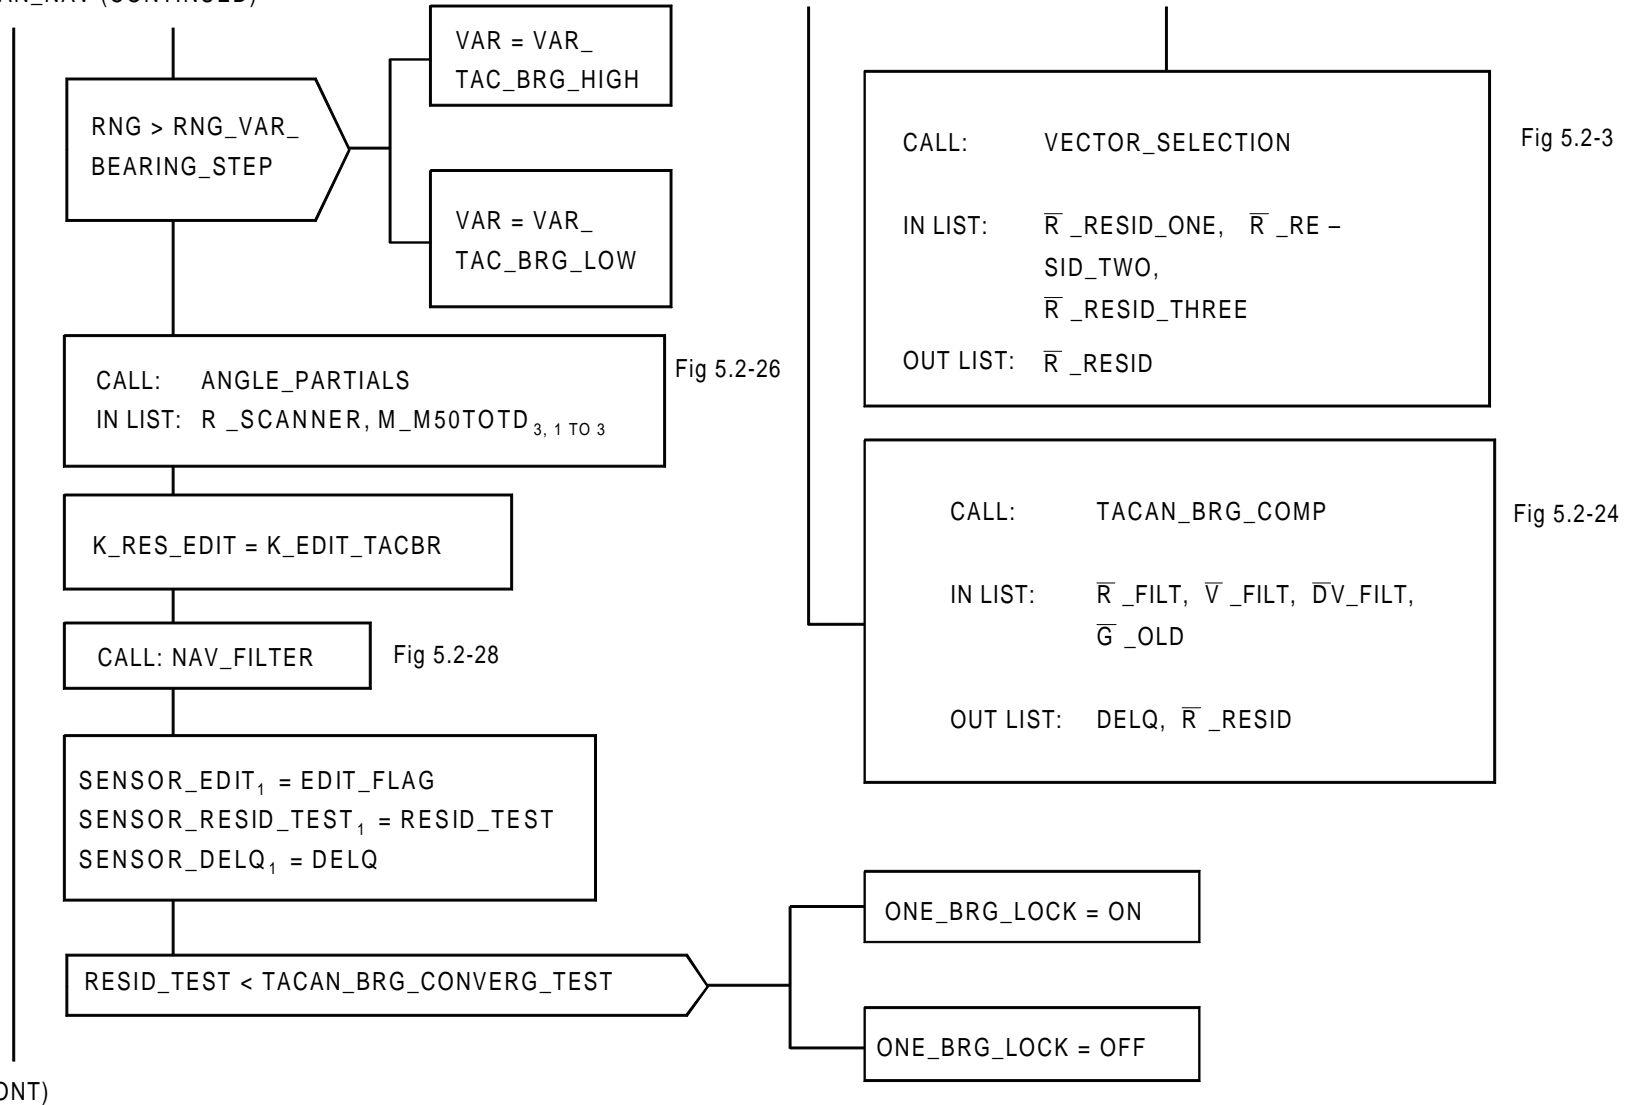 AN_NAV (CONTINUED)
RNG > RNG_VAR_
BEARING_STEP
VAR = VAR_
TAC_BRG_HIGH
VAR = VAR_
TAC_BRG_LOW
CALL: ANGLE_PARTIALS
IN LIST: R _SCANNER, M_M50TOTD 3, 1 TO 3
Fig 5.2-26
K_RES_EDIT = K_EDIT_TACBR
CALL: NAV_FILTER
Fig 5.2-28
SENSOR_EDIT₁ = EDIT_FLAG
SENSOR_RESID_TEST₁ = RESID_TEST
SENSOR_DELQ₁ = DELQ
RESID_TEST < TACAN_BRG_CONVERG_TEST
ONE_BRG_LOCK = ON
ONE_BRG_LOCK = OFF
CALL: VECTOR_SELECTION
IN LIST: R̅ _RESID_ONE, R̅ _RE –
SID_TWO,
R̅ _RESID_THREE
OUT LIST: R̅ _RESID
Fig 5.2-3
CALL: TACAN_BRG_COMP
IN LIST: R̅ _FILT, V̅ _FILT, D̅V_FILT,
G̅ _OLD
OUT LIST: DELQ, R̅ _RESID
Fig 5.2-24
ONT)